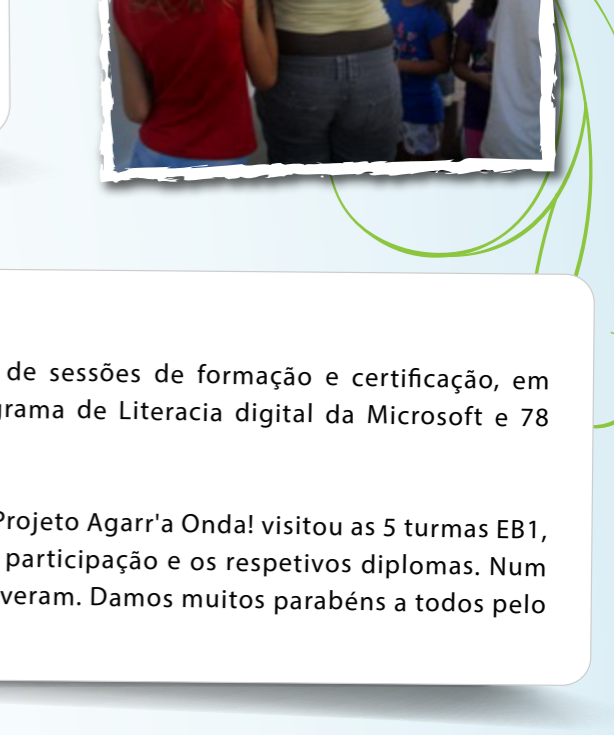 de sessões de formação e certificação, em
grama de Literacia digital da Microsoft e 78
Projeto Agarr'a Onda! visitou as 5 turmas EB1,
participação e os respetivos diplomas. Num
veram. Damos muitos parabéns a todos pelo